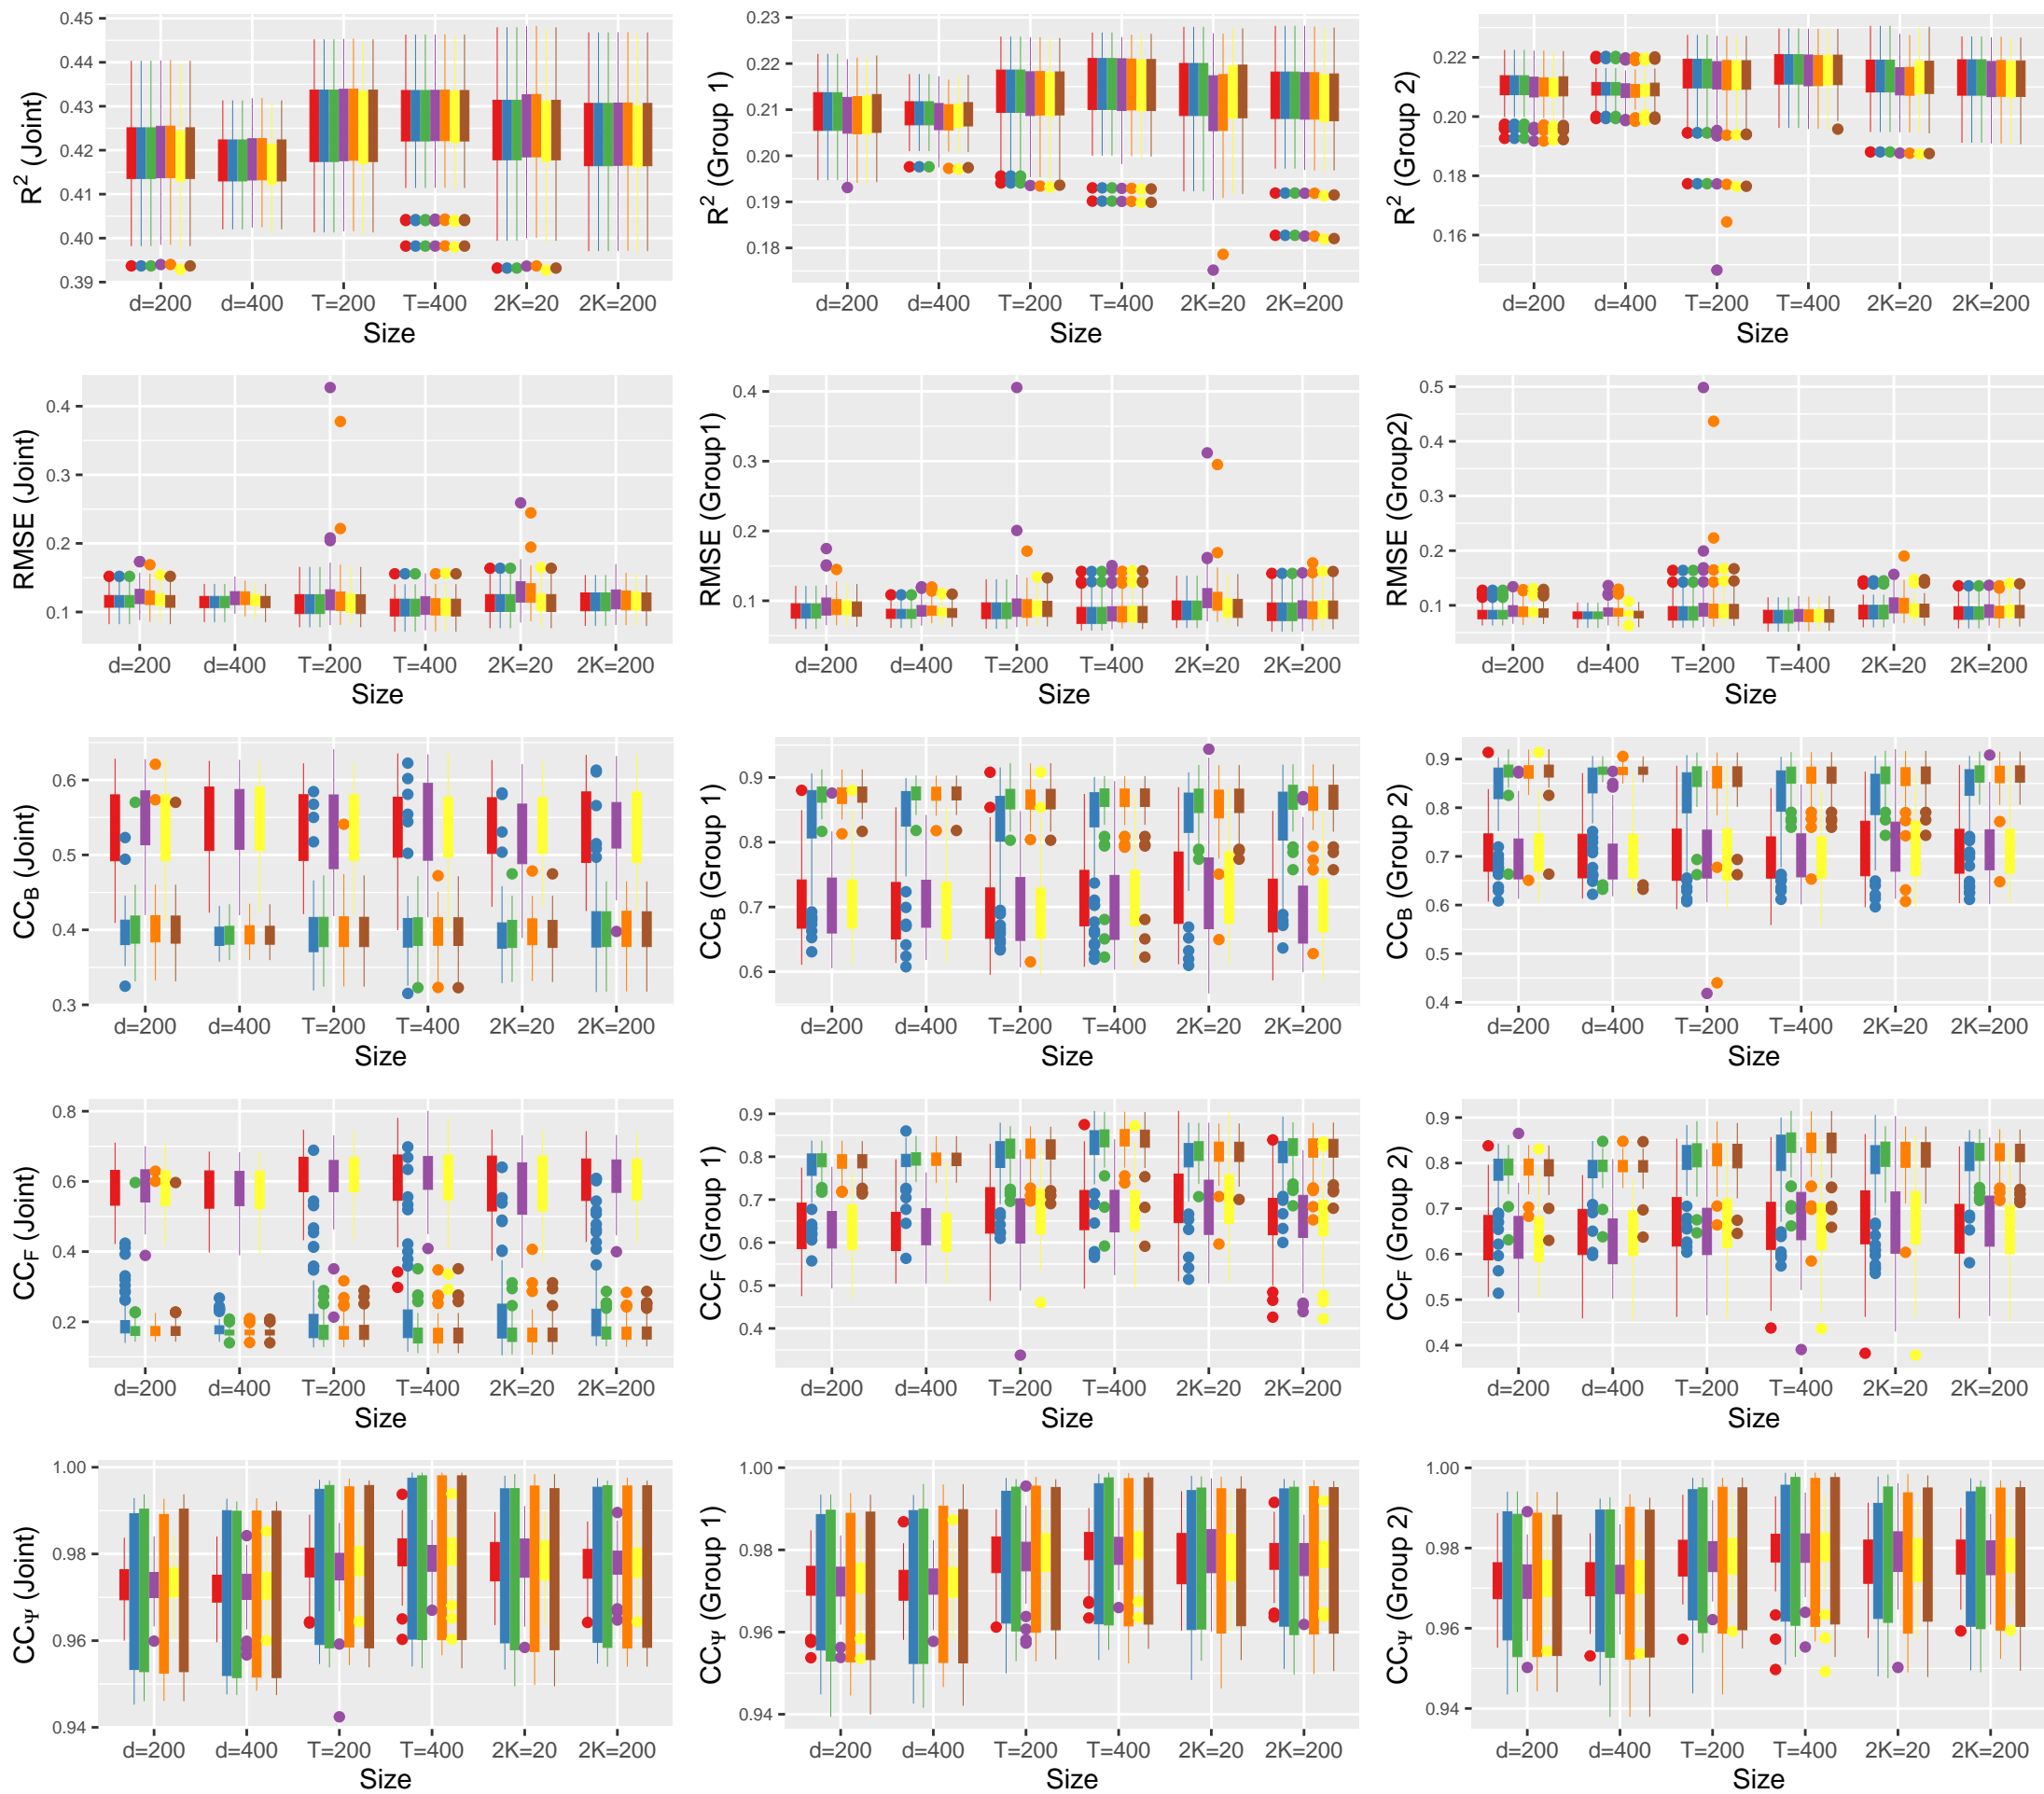 R² (Joint)
0.45
0.44
0.43
0.42
0.41
0.40
0.39
d=200 d=400 T=200 T=400 2K=20 2K=200
Size
R² (Group 1)
0.23
0.22
0.21
0.20
0.19
0.18
d=200 d=400 T=200 T=400 2K=20 2K=200
Size
R² (Group 2)
0.22
0.20
0.18
0.16
d=200 d=400 T=200 T=400 2K=20 2K=200
Size
RMSE (Joint)
0.4
0.3
0.2
0.1
d=200 d=400 T=200 T=400 2K=20 2K=200
Size
RMSE (Group1)
0.4
0.3
0.2
0.1
d=200 d=400 T=200 T=400 2K=20 2K=200
Size
RMSE (Group2)
0.5
0.4
0.3
0.2
0.1
d=200 d=400 T=200 T=400 2K=20 2K=200
Size
CC_B (Joint)
0.6
0.5
0.4
0.3
d=200 d=400 T=200 T=400 2K=20 2K=200
Size
CC_B (Group 1)
0.9
0.8
0.7
0.6
d=200 d=400 T=200 T=400 2K=20 2K=200
Size
CC_B (Group 2)
0.9
0.8
0.7
0.6
0.5
0.4
d=200 d=400 T=200 T=400 2K=20 2K=200
Size
CC_F (Joint)
0.8
0.6
0.4
0.2
d=200 d=400 T=200 T=400 2K=20 2K=200
Size
CC_F (Group 1)
0.9
0.8
0.7
0.6
0.5
0.4
d=200 d=400 T=200 T=400 2K=20 2K=200
Size
CC_F (Group 2)
0.9
0.8
0.7
0.6
0.5
0.4
d=200 d=400 T=200 T=400 2K=20 2K=200
Size
CC_Ψ (Joint)
1.00
0.98
0.96
0.94
d=200 d=400 T=200 T=400 2K=20 2K=200
Size
CC_Ψ (Group 1)
1.00
0.98
0.96
0.94
d=200 d=400 T=200 T=400 2K=20 2K=200
Size
CC_Ψ (Group 2)
1.00
0.98
0.96
0.94
d=200 d=400 T=200 T=400 2K=20 2K=200
Size